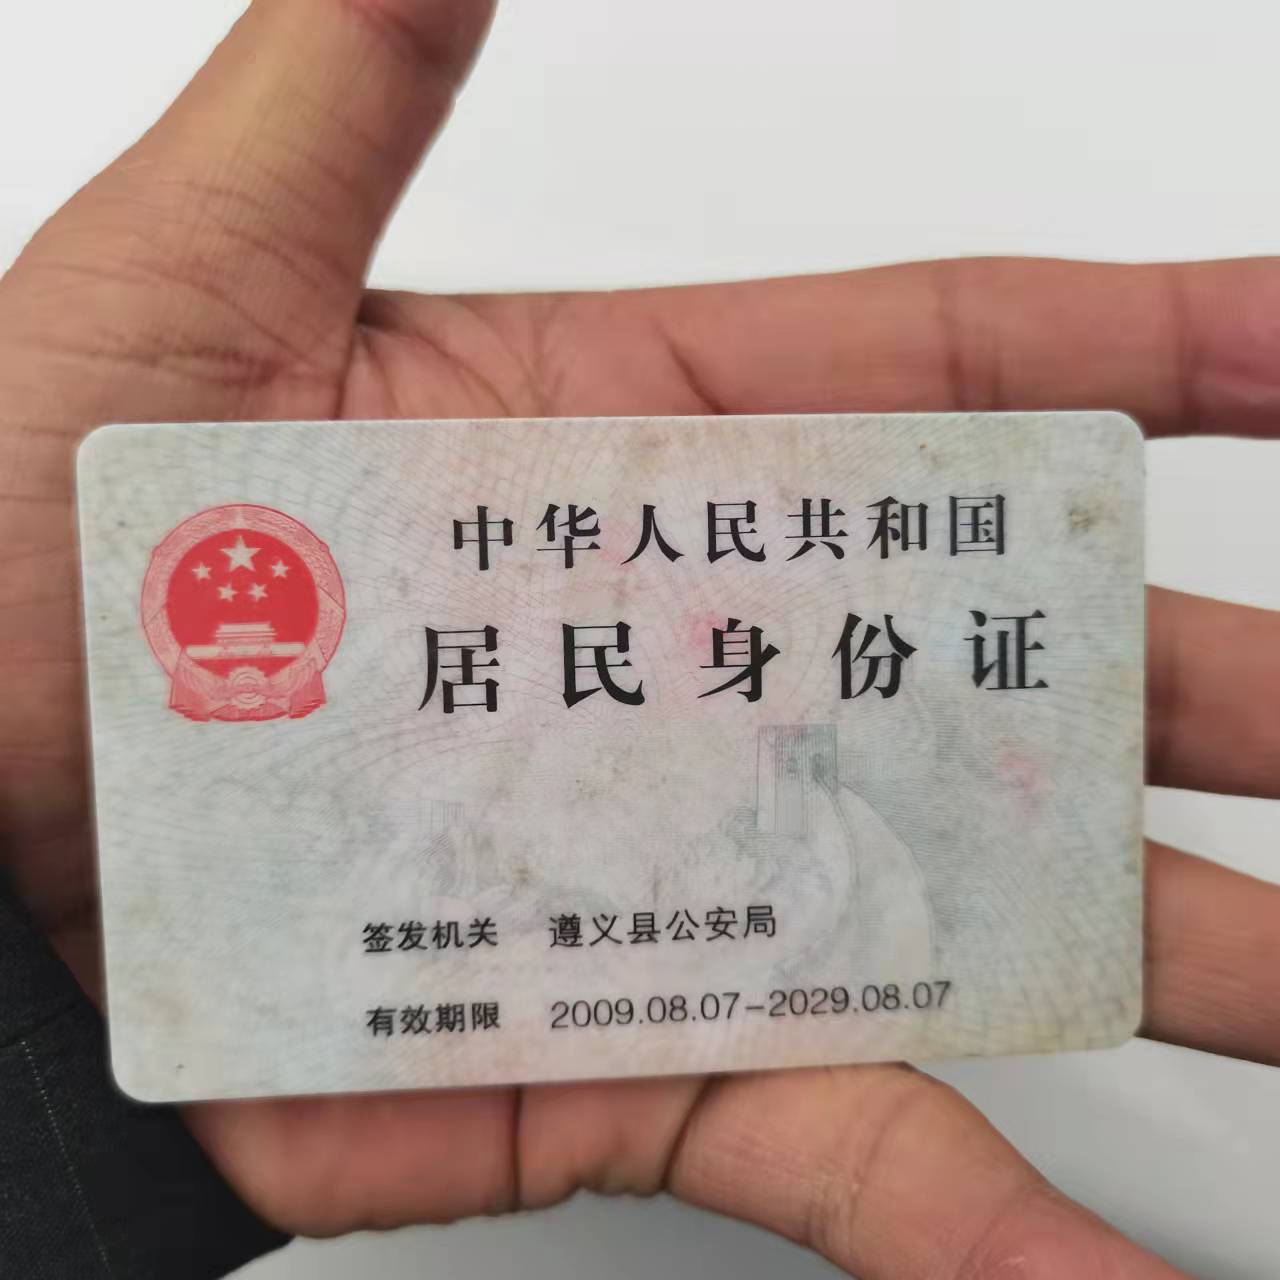 中华人民共和国
居民身份证
签发机关 遵义县公安局
有效期限 2009.08.07-2029.08.07